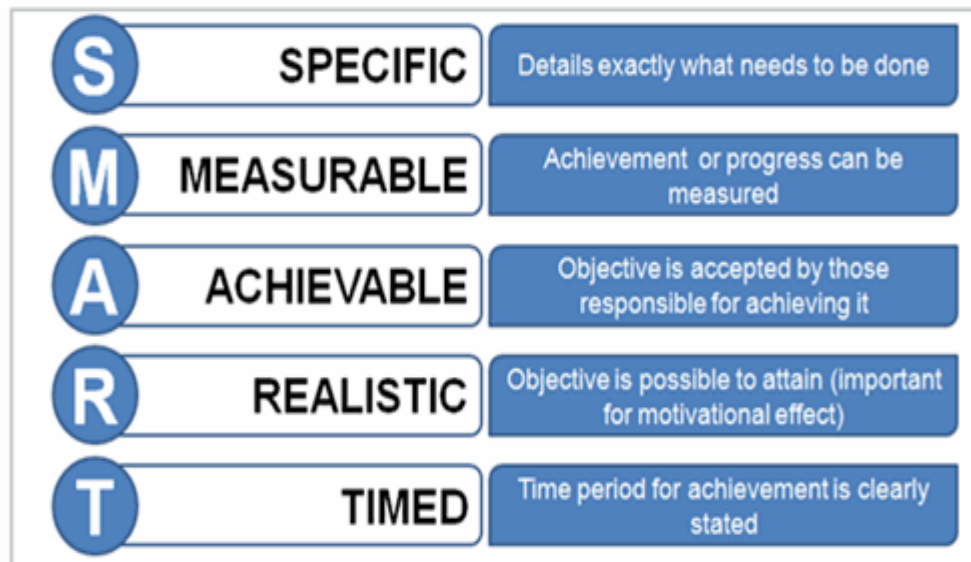 S SPECIFIC Details exactly what needs to be done
M MEASURABLE Achievement or progress can be
measured
A ACHIEVABLE Objective is accepted by those
responsible for achieving it
R REALISTIC Objective is possible to attain (important
for motivational effect)
T TIMED Time period for achievement is clearly
stated